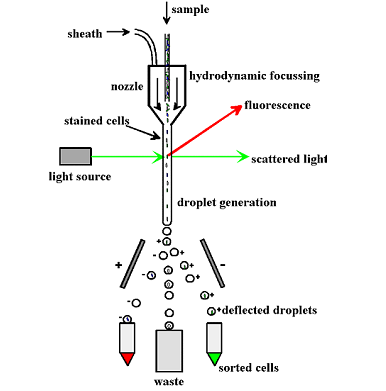 sample
sheath
hydrodynamic focussing
nozzle
fluorescence
stained cells
scattered light
light source
droplet generation
+
-
deflected droplets
sorted cells
waste